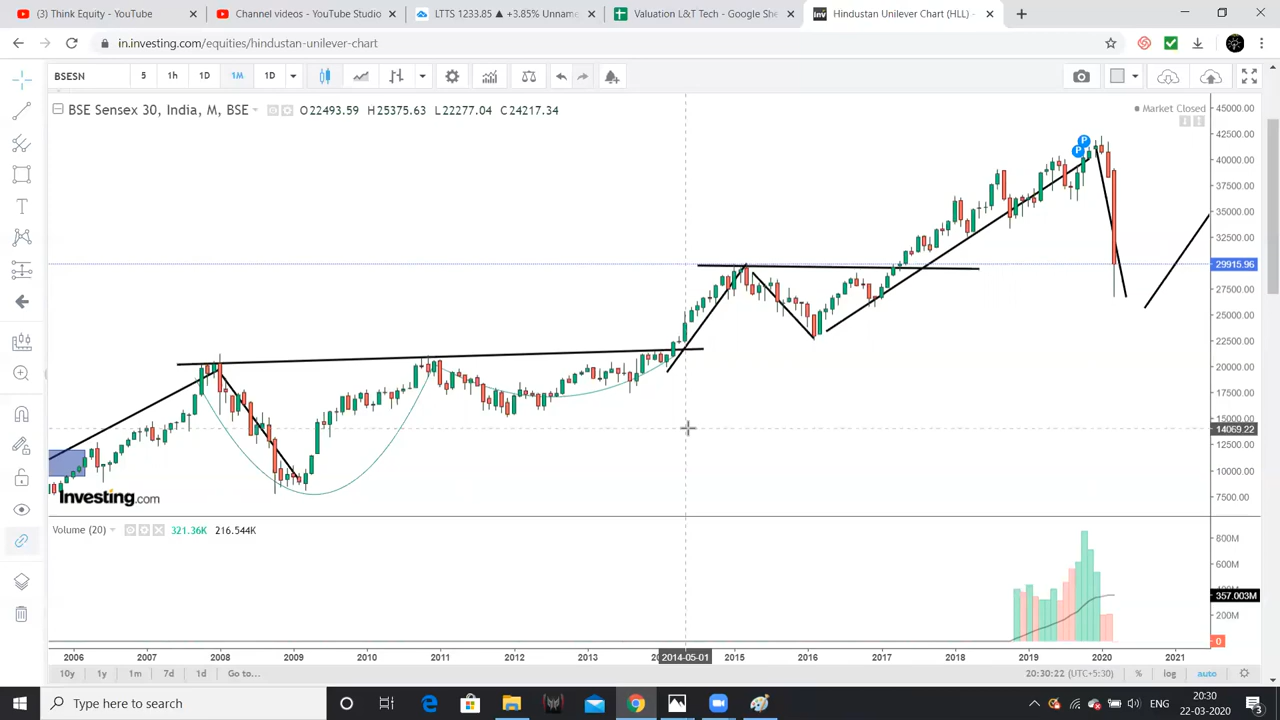 (3) Think Equity - YouTube
Channel videos - YouTube Studio
LTTS 1233.85 ▲ +3.85% Unname
Valuation L&T Tech - Google She
Hindustan Unilever Chart (HLL) -
in.investing.com/equities/hindustan-unilever-chart
BSESN
5
1h
1D
1M
1D
BSE Sensex 30, India, M, BSE
O22493.59 H25375.63 L22277.04 C24217.34
Market Closed
45000.00
42500.00
40000.00
37500.00
35000.00
32500.00
29915.96
27500.00
25000.00
22500.00
20000.00
17500.00
15000.00
14069.22
12500.00
10000.00
7500.00
P
P
Investing.com
Volume (20)
321.36K
216.544K
800M
600M
357.003M
200M
0
2006 2007 2008 2009 2010 2011 2012 2013 2014-05-01 2015 2016 2017 2018 2019 2020 2021
10y 1y 1m 7d 1d Go to...
20:30:22 (UTC+5:30)
%
log
auto
Type here to search
ENG
20:30
22-03-2020
3